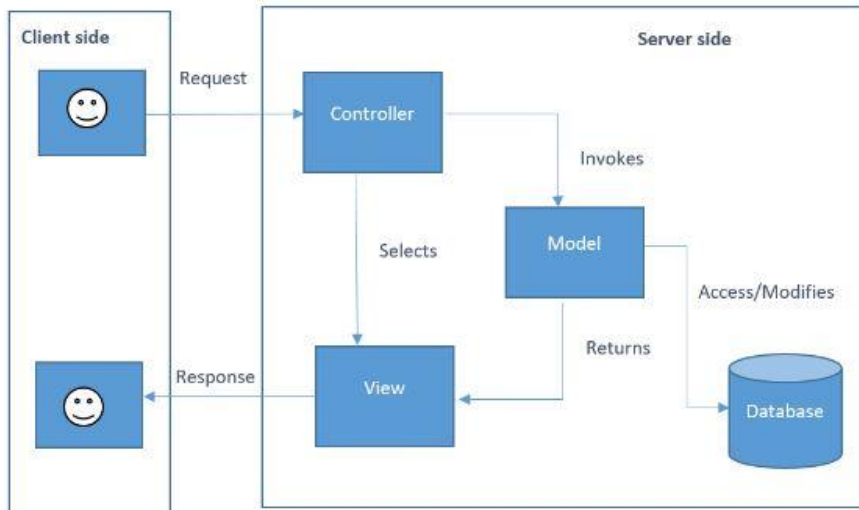 Client side
Server side
Request
Controller
Invokes
Model
Selects
Access/Modifies
Returns
Response
View
Database